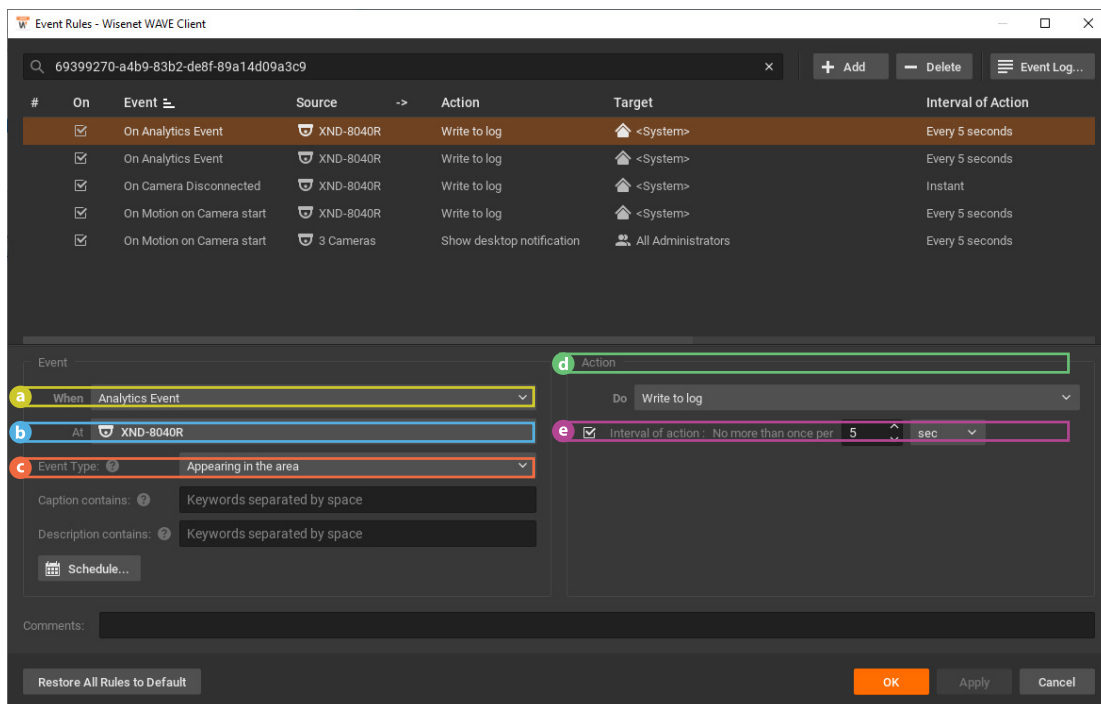 W Event Rules - Wisenet WAVE Client
69399270-a4b9-83b2-de8f-89a14d09a3c9
Add
Delete
Event Log...
# On Event Source -> Action Target Interval of Action
On Analytics Event XND-8040R Write to log <System> Every 5 seconds
On Analytics Event XND-8040R Write to log <System> Every 5 seconds
On Camera Disconnected XND-8040R Write to log <System> Instant
On Motion on Camera start XND-8040R Write to log <System> Every 5 seconds
On Motion on Camera start 3 Cameras Show desktop notification All Administrators Every 5 seconds
Event
a When Analytics Event
b At XND-8040R
c Event Type: ? Appearing in the area
Caption contains: ? Keywords separated by space
Description contains: ? Keywords separated by space
Schedule...
d Action
Do Write to log
e Interval of action : No more than once per 5 sec
Comments:
Restore All Rules to Default
OK
Apply
Cancel